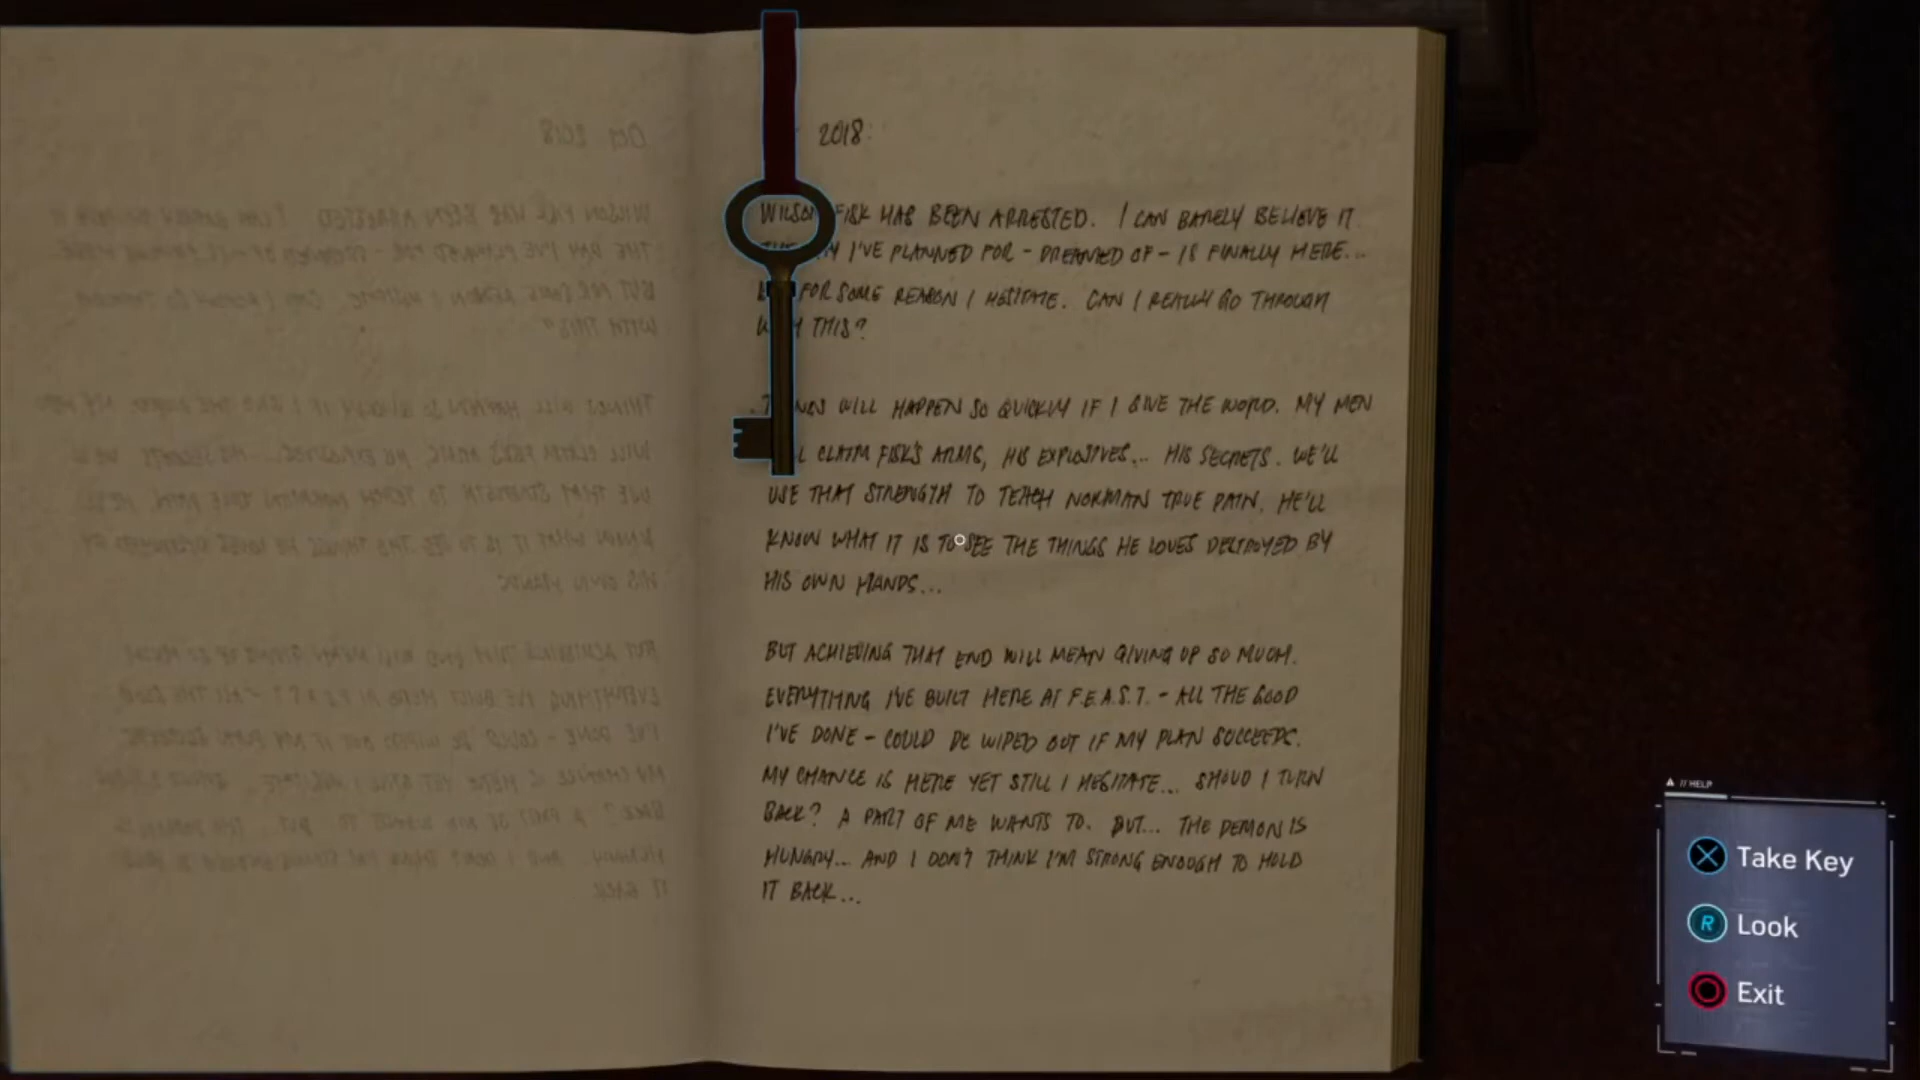 2018
WILSON FISK HAS BEEN ARRESTED. I CAN BARELY BELIEVE IT
I'VE PLANNED FOR - DREAMED OF - IS FINALLY HERE...
FOR SOME REASON I HESITATE. CAN I REALLY GO THROUGH
THIS?
WILL HAPPEN SO QUICKLY IF I GIVE THE WORD. MY MEN
CLAIM FISK'S ARMS, HIS EXPLOSIVES... HIS SECRETS. WE'LL
USE THAT STRENGTH TO TEACH NORMAN TRUE PAIN. HE'LL
KNOW WHAT IT IS TO SEE THE THINGS HE LOVES DESTROYED BY
HIS OWN HANDS...
BUT ACHIEVING THAT END WILL MEAN GIVING UP SO MUCH.
EVERYTHING I'VE BUILT HERE AT F.E.A.S.T. - ALL THE GOOD
I'VE DONE - COULD BE WIPED OUT IF MY PLAN SUCCEEDS.
MY CHANCE IS HERE YET STILL I HESITATE... SHOULD I TURN
BACK? A PART OF ME WANTS TO. BUT... THE DEMON IS
HUNGRY... AND I DON'T THINK I'M STRONG ENOUGH TO HOLD
IT BACK...
// HELP
Take Key
R Look
Exit